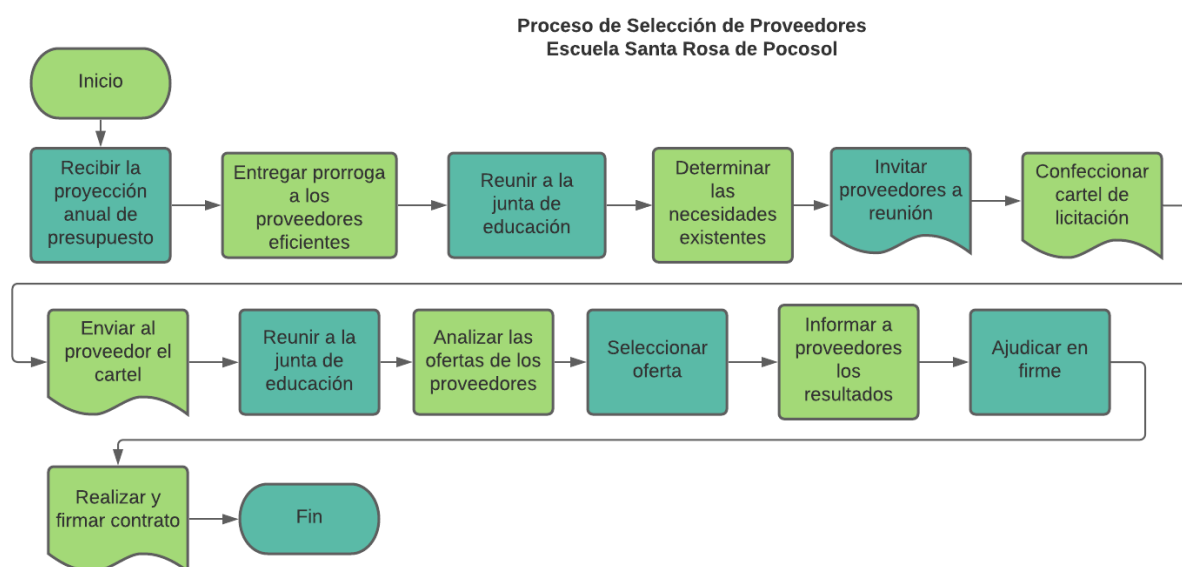 Proceso de Selección de Proveedores
Escuela Santa Rosa de Pocosol
Inicio
Recibir la
proyección
anual de
presupuesto
Entregar prorroga
a los
proveedores
eficientes
Reunir a la
junta de
educación
Determinar
las
necesidades
existentes
Invitar
proveedores a
reunión
Confeccionar
cartel de
licitación
Enviar al
proveedor el
cartel
Reunir a la
junta de
educación
Analizar las
ofertas de los
proveedores
Seleccionar
oferta
Informar a
proveedores
los
resultados
Ajudicar en
firme
Realizar y
firmar contrato
Fin